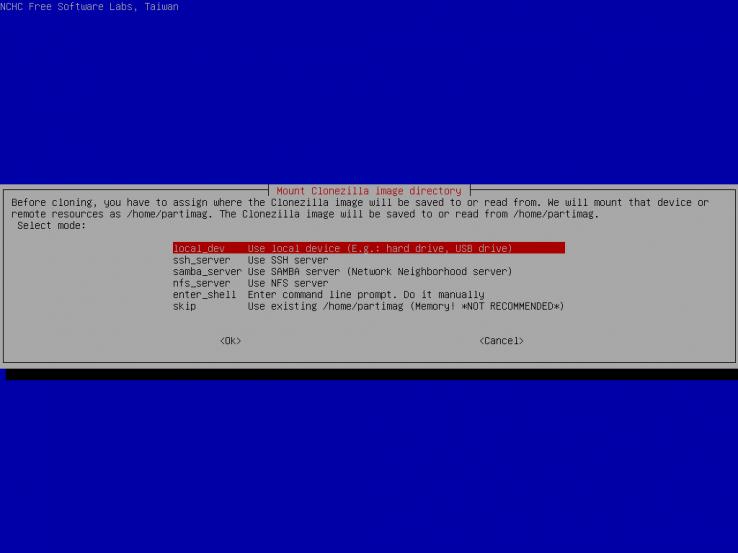 NCHC Free Software Labs, Taiwan
Mount Clonezilla image directory
Before cloning, you have to assign where the Clonezilla image will be saved to or read from. We will mount that device or
remote resources as /home/partimag. The Clonezilla image will be saved to or read from /home/partimag.
Select mode:
local_dev Use local device (E.g.: hard drive, USB drive)
ssh_server Use SSH server
samba_server Use SAMBA server (Network Neighborhood server)
nfs_server Use NFS server
enter_shell Enter command line prompt. Do it manually
skip Use existing /home/partimag (Memory! *NOT RECOMMENDED*)
<Ok> <Cancel>